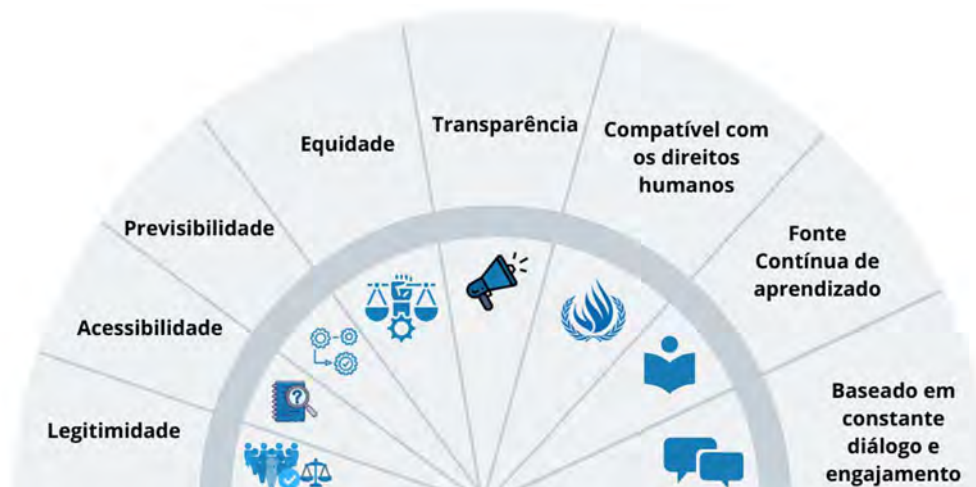 Legitimidade
Acessibilidade
Previsibilidade
Equidade
Transparência
Compatível com
os direitos
humanos
Fonte
Contínua de
aprendizado
Baseado em
constante
diálogo e
engajamento
?